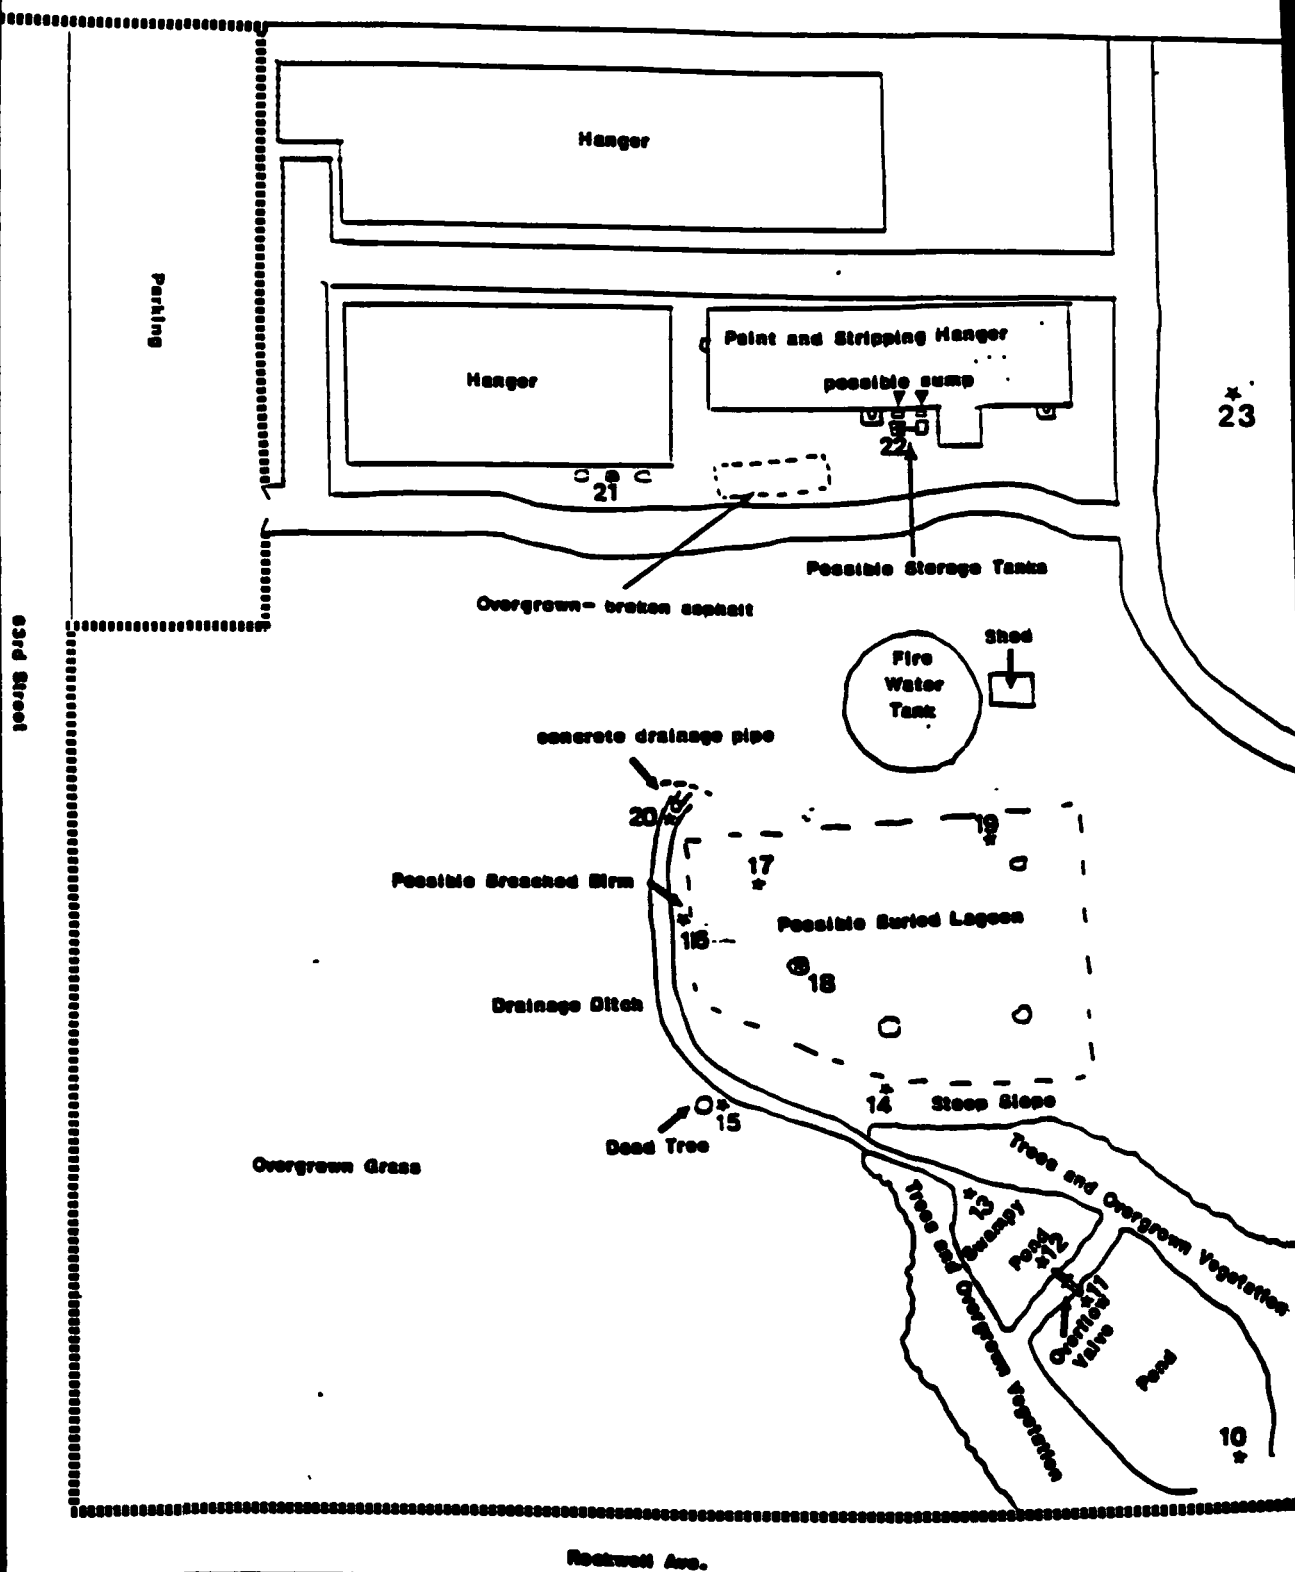 Hanger
Parking
Paint and Stripping Hanger
Hanger
possible sump
23
22
21
Possible Storage Tanks
Overgrown- broken asphalt
63rd Street
Shed
Fire
Water
Tank
concrete drainage pipe
20
19
17
Possible Breached Birm
Possible Buried Lagoon
18
Drainage Ditch
14
Steep Slope
15
Dead Tree
Overgrown Grass
Trees and Overgrown Vegetation
13
Swampy
Pond
12
11
Trees and Overgrown Vegetation
Overflow
Valve
Pond
10
Rockwell Ave.